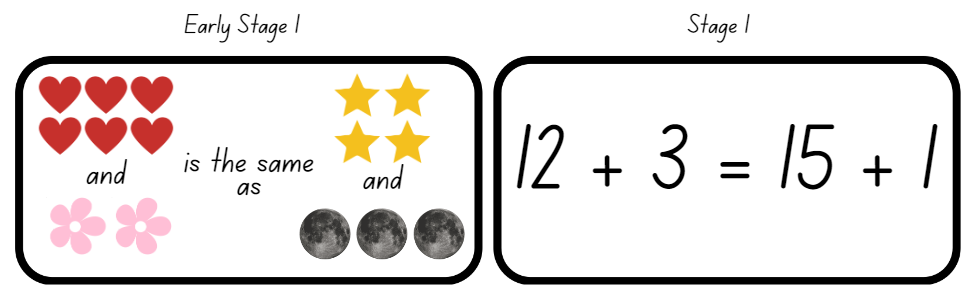 Early Stage 1
Stage 1
and
is the same
as
and
12 + 3 = 15 + 1